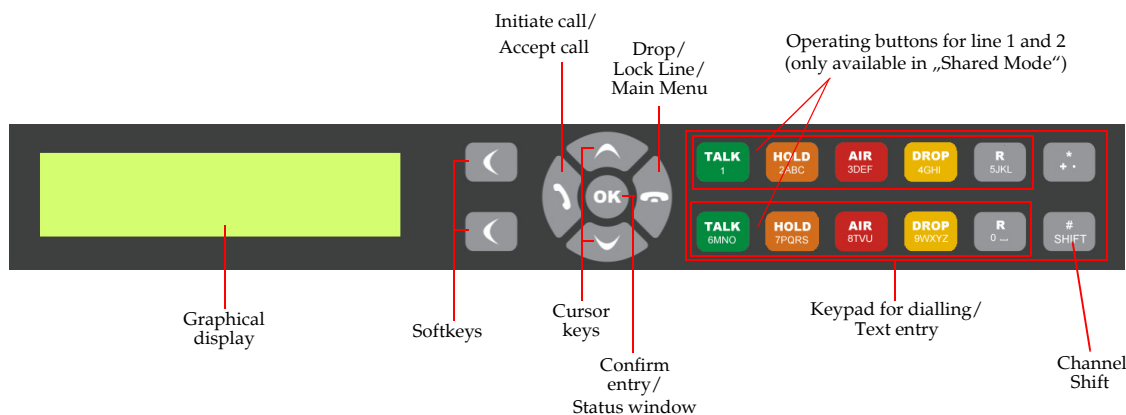 Initiate call/
Accept call
Drop/
Lock Line/
Main Menu
Operating buttons for line 1 and 2
(only available in „Shared Mode“)
TALK
1
HOLD
2ABC
AIR
3DEF
DROP
4GHI
R
5JKL
*
+ ·
OK
TALK
6MNO
HOLD
7PQRS
AIR
8TVU
DROP
9WXYZ
R
0 ⎵
#
SHIFT
Graphical
display
Softkeys
Cursor
keys
Confirm
entry/
Status window
Keypad for dialling/
Text entry
Channel
Shift